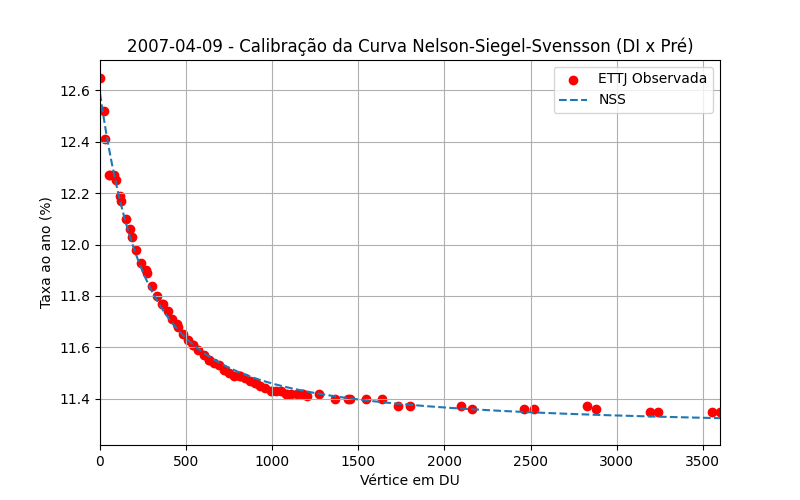 2007-04-09 - Calibração da Curva Nelson-Siegel-Svensson (DI x Pré)
ETTJ Observada
NSS
Taxa ao ano (%)
12.6
12.4
12.2
12.0
11.8
11.6
11.4
0 500 1000 1500 2000 2500 3000 3500
Vértice em DU